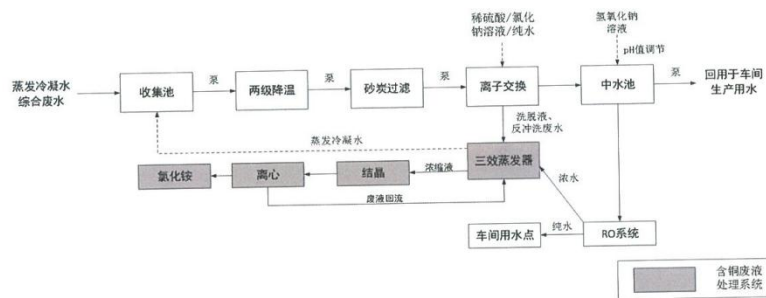 稀硫酸/氯化
钠溶液/纯水
氢氧化钠
溶液
pH值调节
蒸发冷凝水
综合废水
收集池
泵
两级降温
泵
砂炭过滤
泵
离子交换
中水池
泵
回用于车间
生产用水
洗脱液、
反冲洗废水
蒸发冷凝水
三效蒸发器
浓缩液
结晶
离心
氯化铵
废液回流
浓水
纯水
车间用水点
RO系统
含铜废液
处理系统